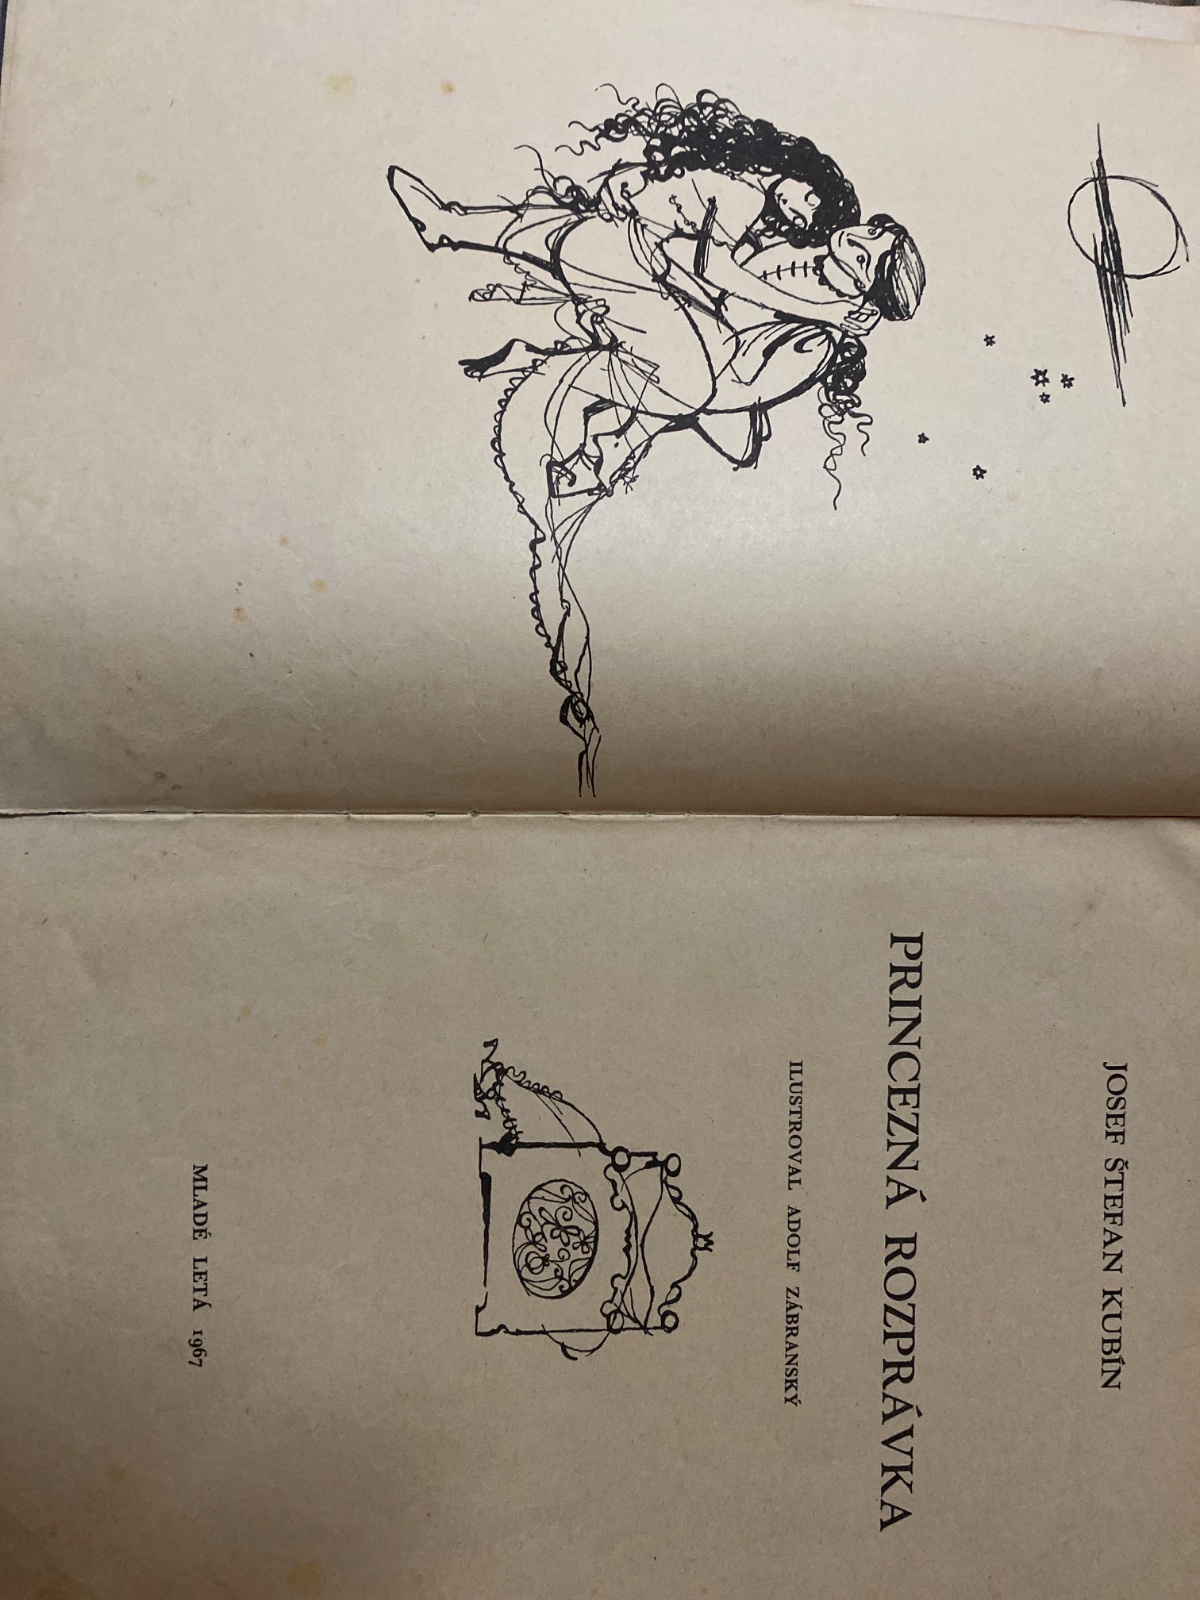 JOSEF ŠTEFAN KUBÍN
PRINCEZNÁ ROZPRÁVKA
ILUSTROVAL ADOLF ZÁBRANSKÝ
MLADÉ LETÁ 1967